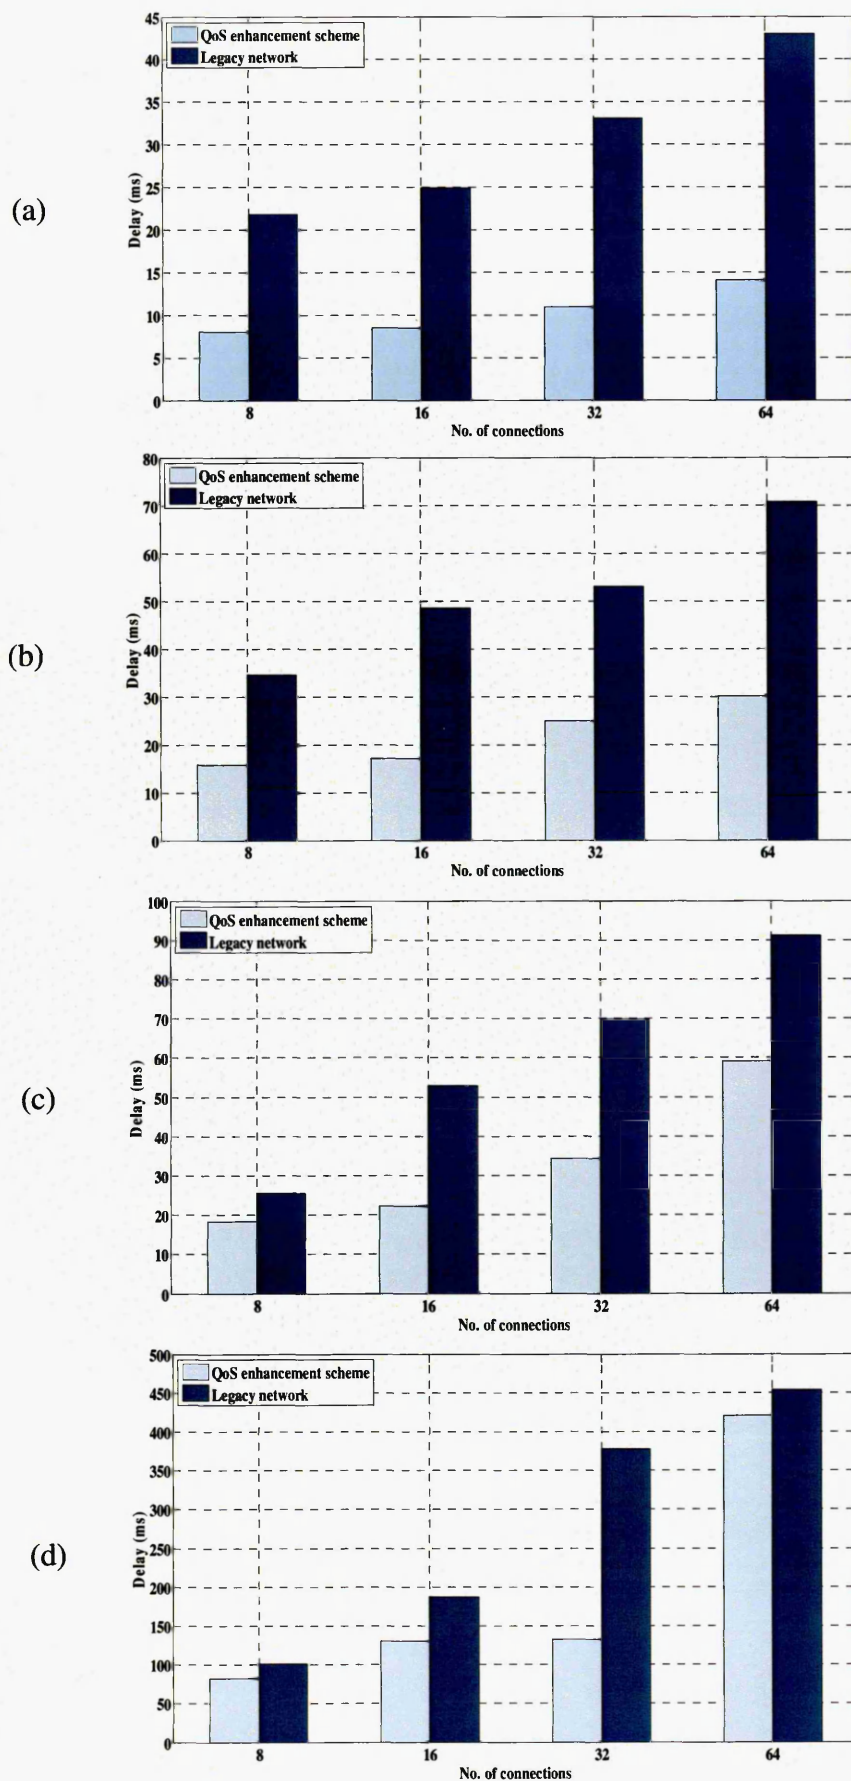 (a)
45
40
35
30
25
20
15
10
5
0
Delay (ms)
QoS enhancement scheme
Legacy network
8 16 32 64
No. of connections
(b)
80
70
60
50
40
30
20
10
0
Delay (ms)
QoS enhancement scheme
Legacy network
8 16 32 64
No. of connections
(c)
100
90
80
70
60
50
40
30
20
10
0
Delay (ms)
QoS enhancement scheme
Legacy network
8 16 32 64
No. of connections
(d)
500
450
400
350
300
250
200
150
100
50
0
Delay (ms)
QoS enhancement scheme
Legacy network
8 16 32 64
No. of connections